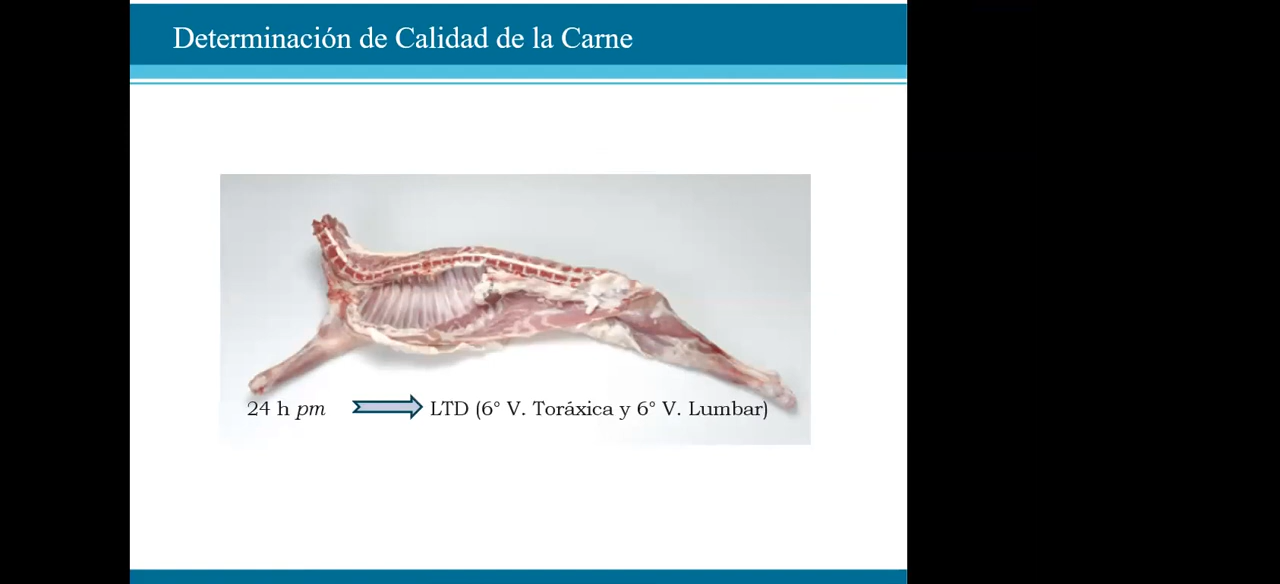 Determinación de Calidad de la Carne
24 h pm LTD (6° V. Toráxica y 6° V. Lumbar)